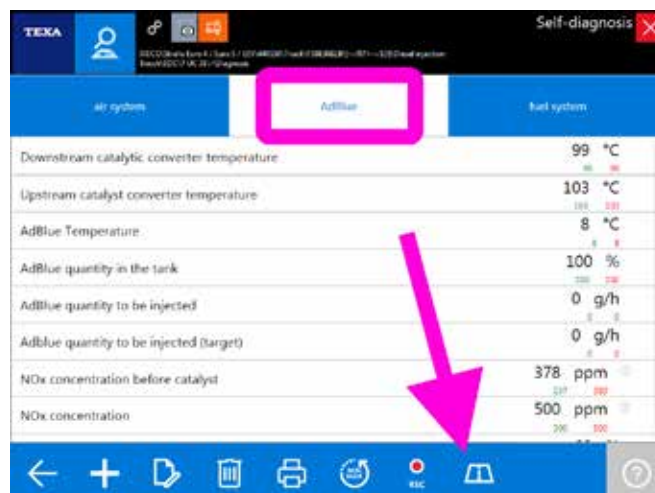 TEXA
Self-diagnosis
air system
AdBlue
fuel system
Downstream catalytic converter temperature
99 °C
Upstream catalyst converter temperature
103 °C
AdBlue Temperature
8 °C
AdBlue quantity in the tank
100 %
AdBlue quantity to be injected
0 g/h
Adblue quantity to be injected (target)
0 g/h
NOx concentration before catalyst
378 ppm
NOx concentration
500 ppm
REC